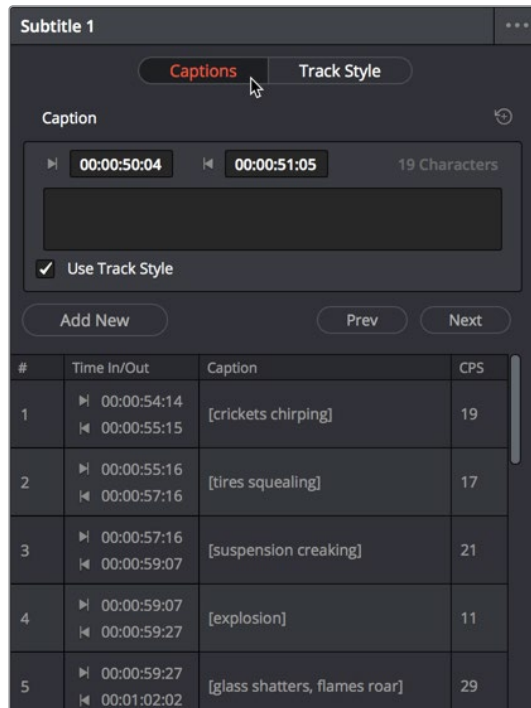 Subtitle 1
Captions Track Style
Caption
00:00:50:04 00:00:51:05 19 Characters
Use Track Style
Add New Prev Next
# Time In/Out Caption CPS
1 00:00:54:14 00:00:55:15 [crickets chirping] 19
2 00:00:55:16 00:00:57:16 [tires squealing] 17
3 00:00:57:16 00:00:59:07 [suspension creaking] 21
4 00:00:59:07 00:00:59:27 [explosion] 11
5 00:00:59:27 00:01:02:02 [glass shatters, flames roar] 29